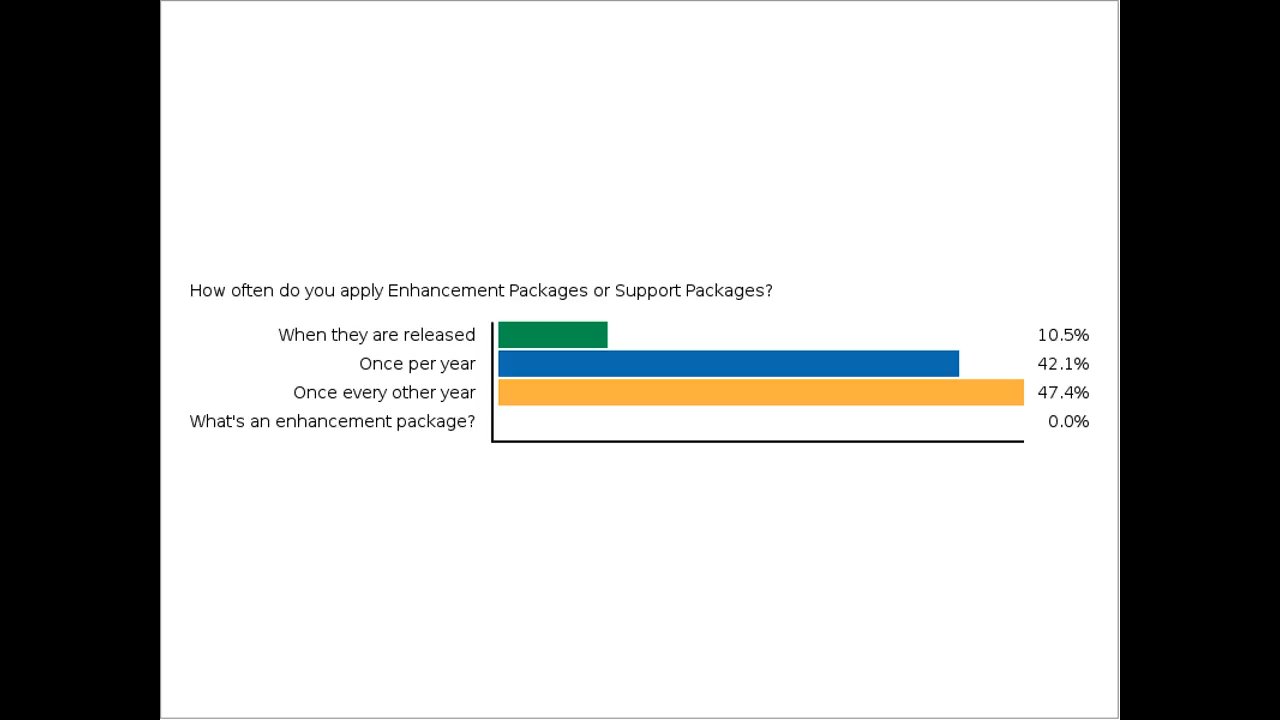 How often do you apply Enhancement Packages or Support Packages?
When they are released 10.5%
Once per year 42.1%
Once every other year 47.4%
What's an enhancement package? 0.0%